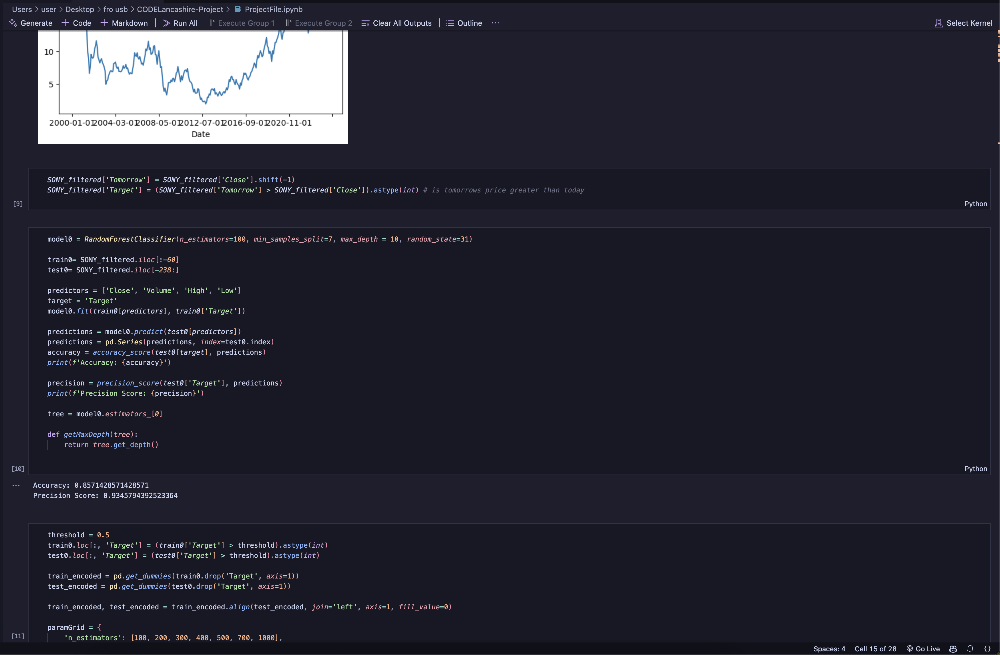 Users > user > Desktop > fro usb > CODELancashire-Project > ProjectFile.ipynb
Generate + Code + Markdown | Run All Execute Group 1 Execute Group 2 Clear All Outputs | Outline ··· Select Kernel
10
5
2000-01-01 2004-03-01 2008-05-01 2012-07-01 2016-09-01 2020-11-01
Date
SONY_filtered['Tomorrow'] = SONY_filtered['Close'].shift(-1)
SONY_filtered['Target'] = (SONY_filtered['Tomorrow'] > SONY_filtered['Close']).astype(int) # is tomorrows price greater than today
[9]
Python
model0 = RandomForestClassifier(n_estimators=100, min_samples_split=7, max_depth = 10, random_state=31)
train0= SONY_filtered.iloc[:-60]
test0= SONY_filtered.iloc[-238:]
predictors = ['Close', 'Volume', 'High', 'Low']
target = 'Target'
model0.fit(train0[predictors], train0['Target'])
predictions = model0.predict(test0[predictors])
predictions = pd.Series(predictions, index=test0.index)
accuracy = accuracy_score(test0[target], predictions)
print(f'Accuracy: {accuracy}')
precision = precision_score(test0['Target'], predictions)
print(f'Precision Score: {precision}')
tree = model0.estimators_[0]
def getMaxDepth(tree):
    return tree.get_depth()
[10]
Python
··· Accuracy: 0.8571428571428571
Precision Score: 0.9345794392523364
threshold = 0.5
train0.loc[:, 'Target'] = (train0['Target'] > threshold).astype(int)
test0.loc[:, 'Target'] = (test0['Target'] > threshold).astype(int)
train_encoded = pd.get_dummies(train0.drop('Target', axis=1))
test_encoded = pd.get_dummies(test0.drop('Target', axis=1))
train_encoded, test_encoded = train_encoded.align(test_encoded, join='left', axis=1, fill_value=0)
paramGrid = {
[11]
    'n_estimators': [100, 200, 300, 400, 500, 700, 1000],
Spaces: 4 Cell 15 of 28 Go Live {}